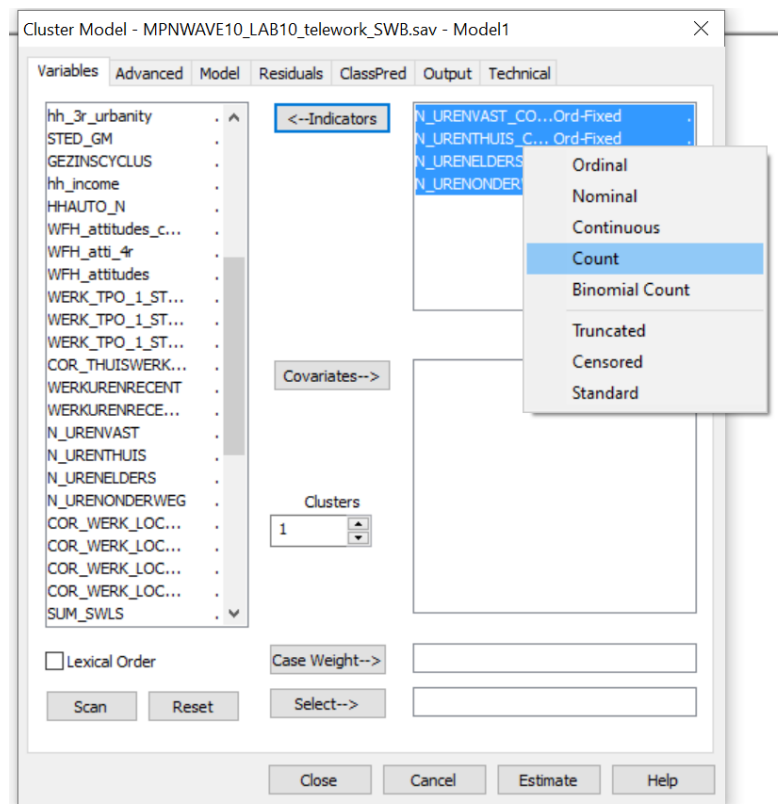 Cluster Model - MPNWAVE10_LAB10_telework_SWB.sav - Model1
Variables Advanced Model Residuals ClassPred Output Technical
hh_3r_urbanity .
STED_GM .
GEZINSCYCLUS .
hh_income .
HHAUTO_N .
WFH_attitudes_c... .
WFH_atti_4r .
WFH_attitudes .
WERK_TPO_1_ST... .
WERK_TPO_1_ST... .
WERK_TPO_1_ST... .
COR_THUISWERK... .
WERKURENRECENT .
WERKURENRECE... .
N_URENVAST .
N_URENTHUIS .
N_URENELDERS .
N_URENONDERWEG .
COR_WERK_LOC... .
COR_WERK_LOC... .
COR_WERK_LOC... .
COR_WERK_LOC... .
SUM_SWLS .
Lexical Order
Scan Reset
<--Indicators
Covariates-->
Clusters
1
Case Weight-->
Select-->
N_URENVAST_CO...Ord-Fixed .
N_URENTHUIS_C... Ord-Fixed .
N_URENELDERS
N_URENONDER
Ordinal
Nominal
Continuous
Count
Binomial Count
Truncated
Censored
Standard
Close Cancel Estimate Help